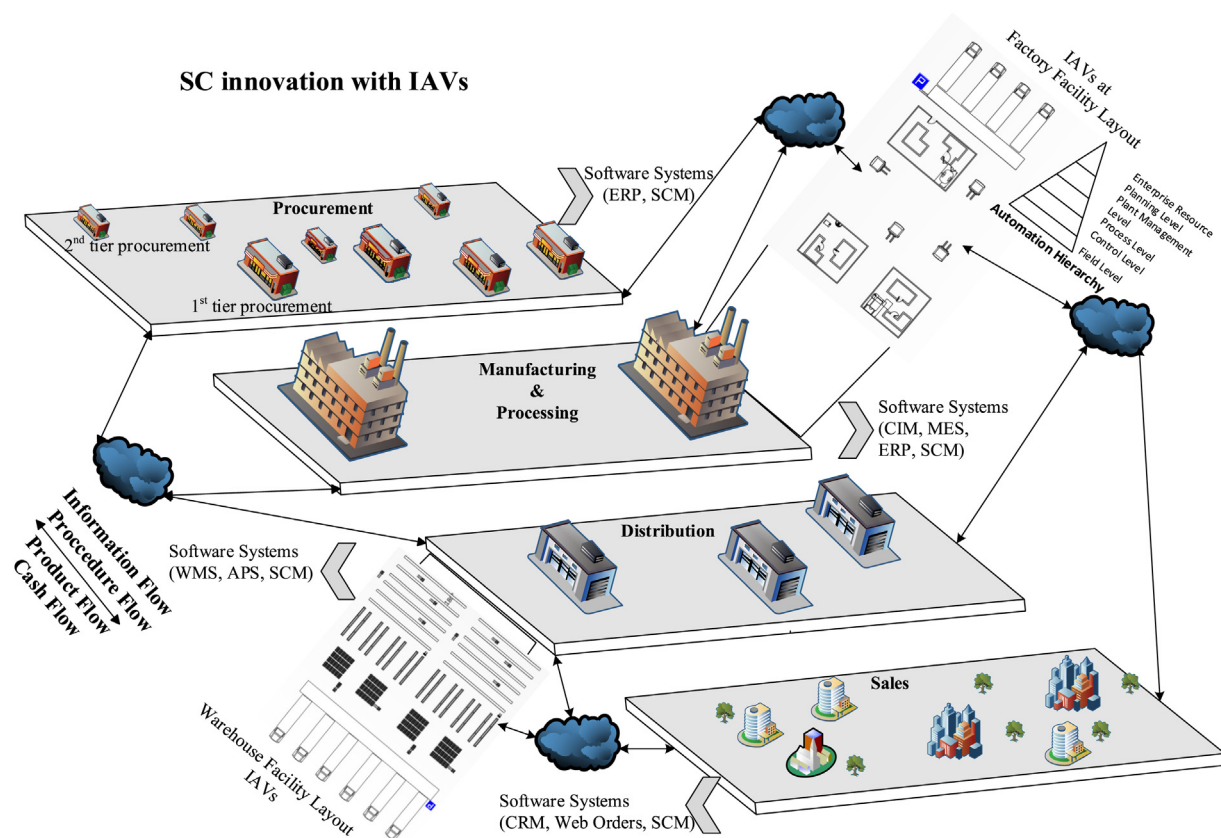 SC innovation with IAVs
IAVs at
Factory Facility Layout
P
Software Systems
(ERP, SCM)
Procurement
2nd tier procurement
1st tier procurement
Enterprise Resource
Planning Level
Plant Management
Level
Process Level
Control Level
Field Level
Automation Hierarchy
Manufacturing
&
Processing
Software Systems
(CIM, MES,
ERP, SCM)
Information Flow
Proccedure Flow
Product Flow
Cash Flow
Distribution
Software Systems
(WMS, APS, SCM)
Sales
Warehouse Facility Layout
IAVs
Software Systems
(CRM, Web Orders, SCM)